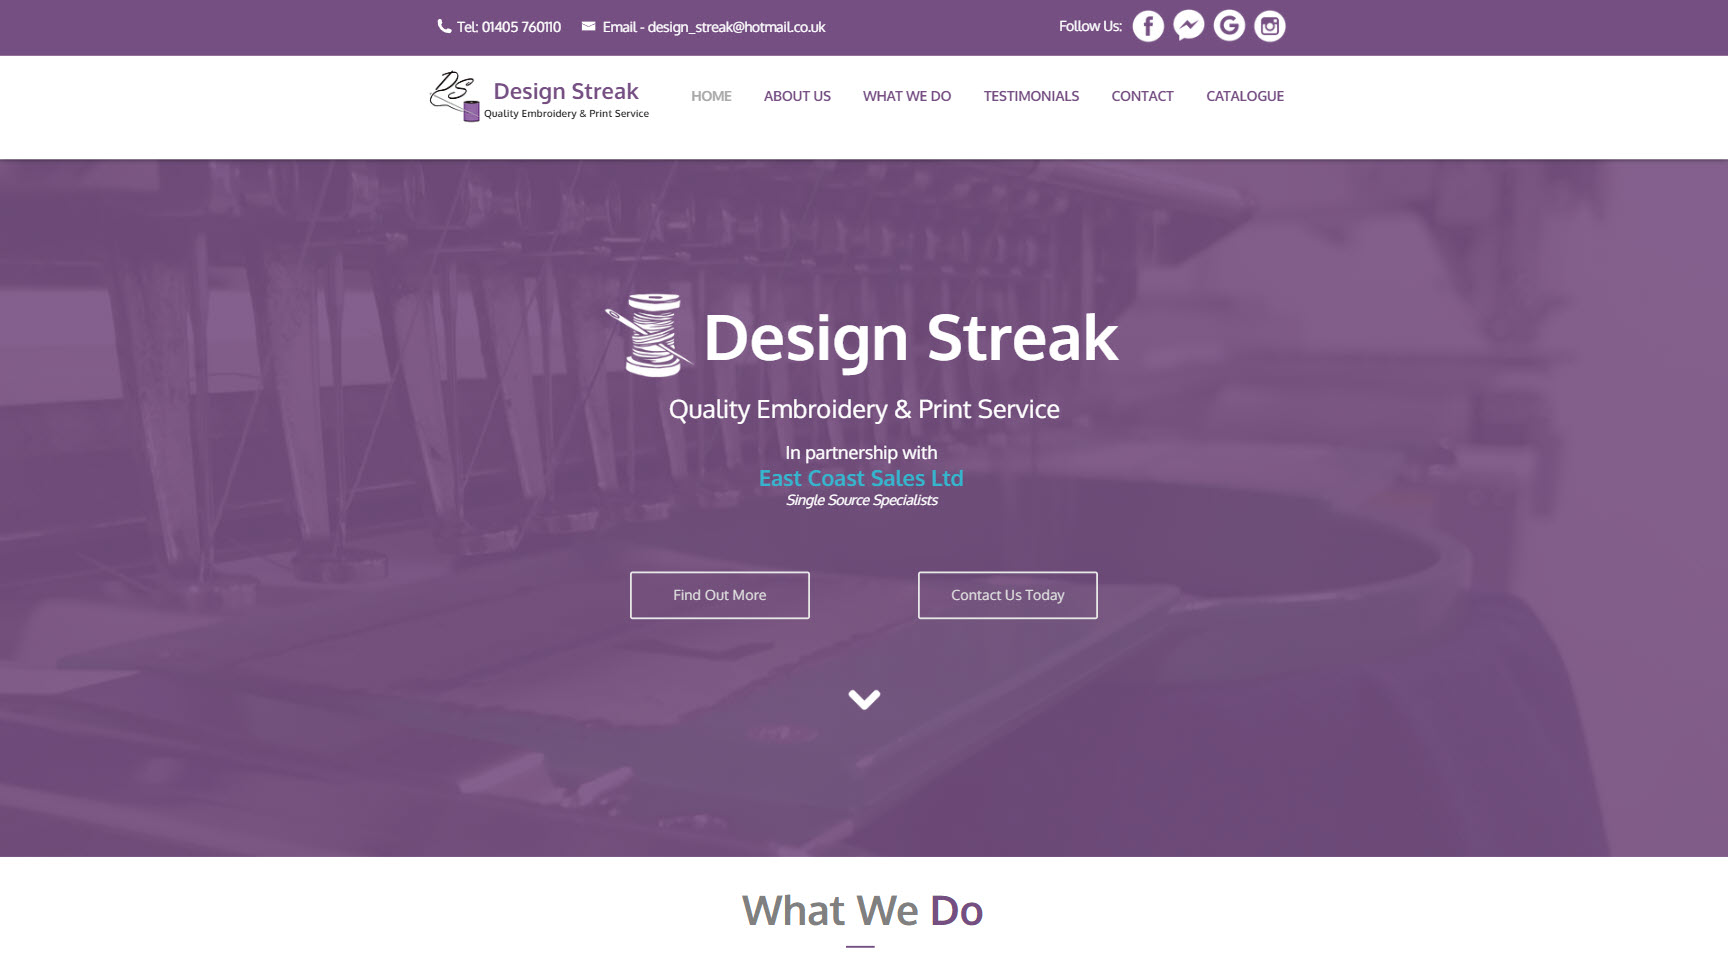 Tel: 01405 760110
Email - design_streak@hotmail.co.uk
Follow Us:
DS
Design Streak
Quality Embroidery & Print Service
HOME
ABOUT US
WHAT WE DO
TESTIMONIALS
CONTACT
CATALOGUE
Design Streak
Quality Embroidery & Print Service
In partnership with
East Coast Sales Ltd
Single Source Specialists
Find Out More
Contact Us Today
What We Do